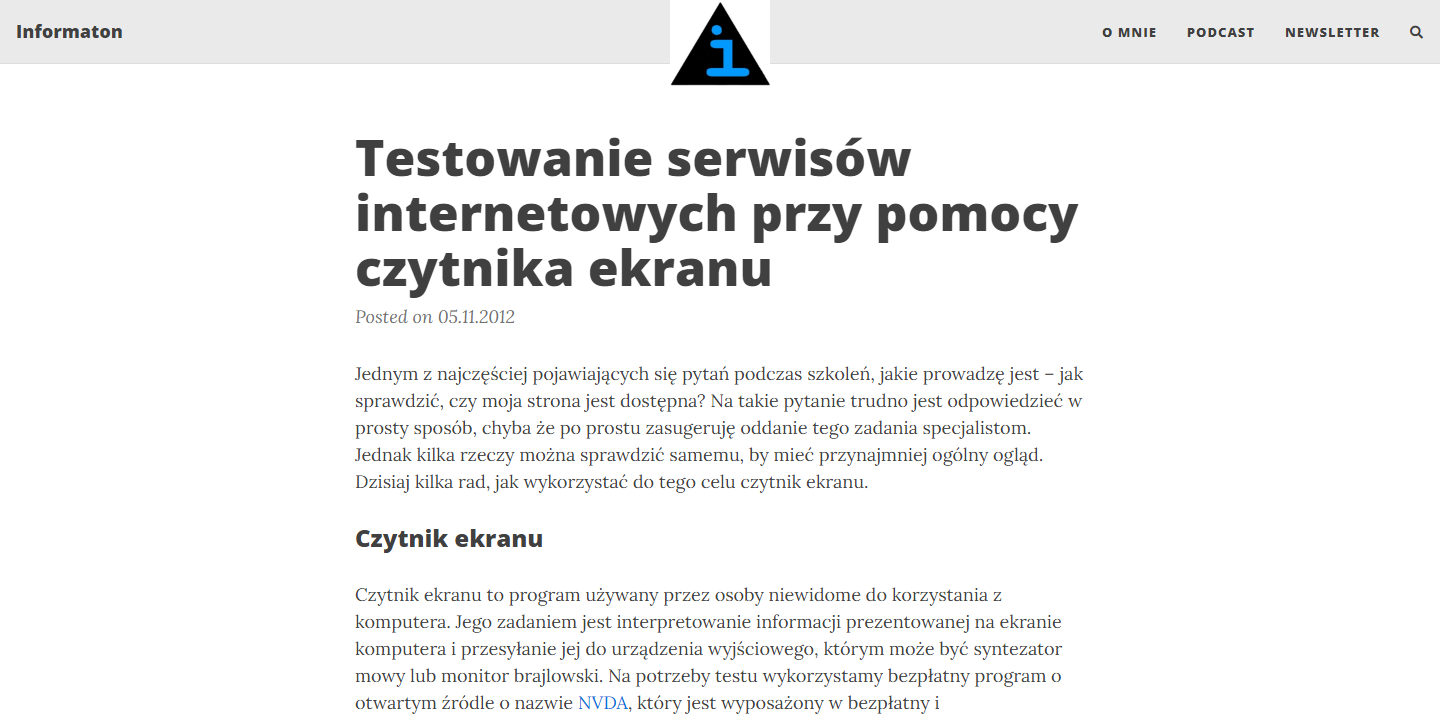 Informaton
i
O MNIE
PODCAST
NEWSLETTER
Testowanie serwisów
internetowych przy pomocy
czytnika ekranu
Posted on 05.11.2012
Jednym z najczęściej pojawiających się pytań podczas szkoleń, jakie prowadzę jest – jak
sprawdzić, czy moja strona jest dostępna? Na takie pytanie trudno jest odpowiedzieć w
prosty sposób, chyba że po prostu zasugeruję oddanie tego zadania specjalistom.
Jednak kilka rzeczy można sprawdzić samemu, by mieć przynajmniej ogólny ogląd.
Dzisiaj kilka rad, jak wykorzystać do tego celu czytnik ekranu.
Czytnik ekranu
Czytnik ekranu to program używany przez osoby niewidome do korzystania z
komputera. Jego zadaniem jest interpretowanie informacji prezentowanej na ekranie
komputera i przesyłanie jej do urządzenia wyjściowego, którym może być syntezator
mowy lub monitor brajlowski. Na potrzeby testu wykorzystamy bezpłatny program o
otwartym źródle o nazwie NVDA, który jest wyposażony w bezpłatny i